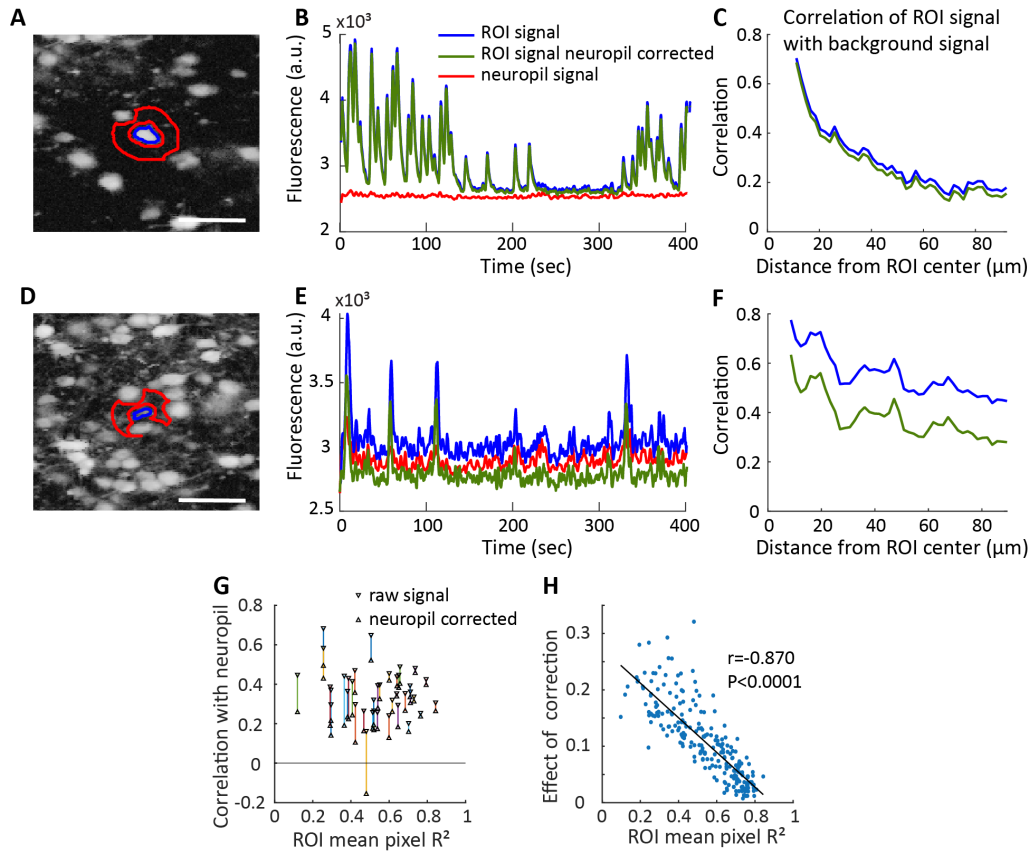 A
B
×10³
5
4
3
2
Fluorescence (a.u.)
ROI signal
ROI signal neuropil corrected
neuropil signal
0
100
200
300
400
Time (sec)
C
Correlation of ROI signal
with background signal
0.8
0.6
0.4
0.2
0
Correlation
0
20
40
60
80
Distance from ROI center (μm)
D
E
×10³
4
3.5
3
2.5
Fluorescence (a.u.)
0
100
200
300
400
Time (sec)
F
0.8
0.6
0.4
0.2
0
Correlation
0
20
40
60
80
Distance from ROI center (μm)
G
raw signal
neuropil corrected
0.8
0.6
0.4
0.2
0
-0.2
Correlation with neuropil
0
0.2
0.4
0.6
0.8
1
ROI mean pixel R²
H
0.3
0.2
0.1
0
Effect of correction
r=-0.870
P<0.0001
0
0.2
0.4
0.6
0.8
1
ROI mean pixel R²